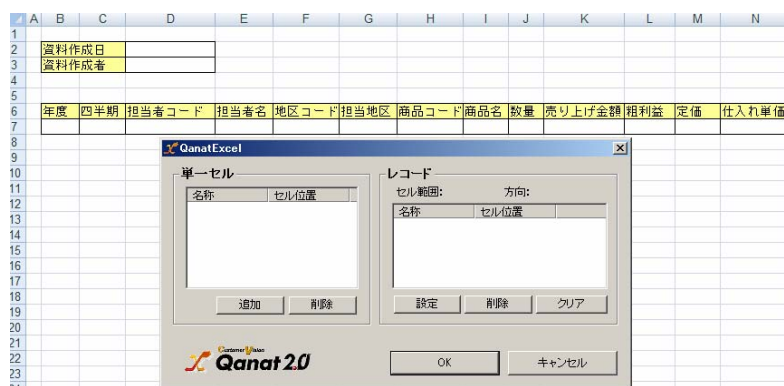 A B C D E F G H I J K L M N
1
2 資料作成日
3 資料作成者
4
5
6 年度 四半期 担当者コード 担当者名 地区コード 担当地区 商品コード 商品名 数量 売り上げ金額 粗利益 定価 仕入れ単価
7
8
QanatExcel
9
10 単一セル レコード
11 セル範囲: 方向:
12 名称 セル位置 名称 セル位置
13
14
15
16
17
18 追加 削除 設定 削除 クリア
19
20
21 CustomerVision
22 Qanat 2.0 OK キャンセル
23